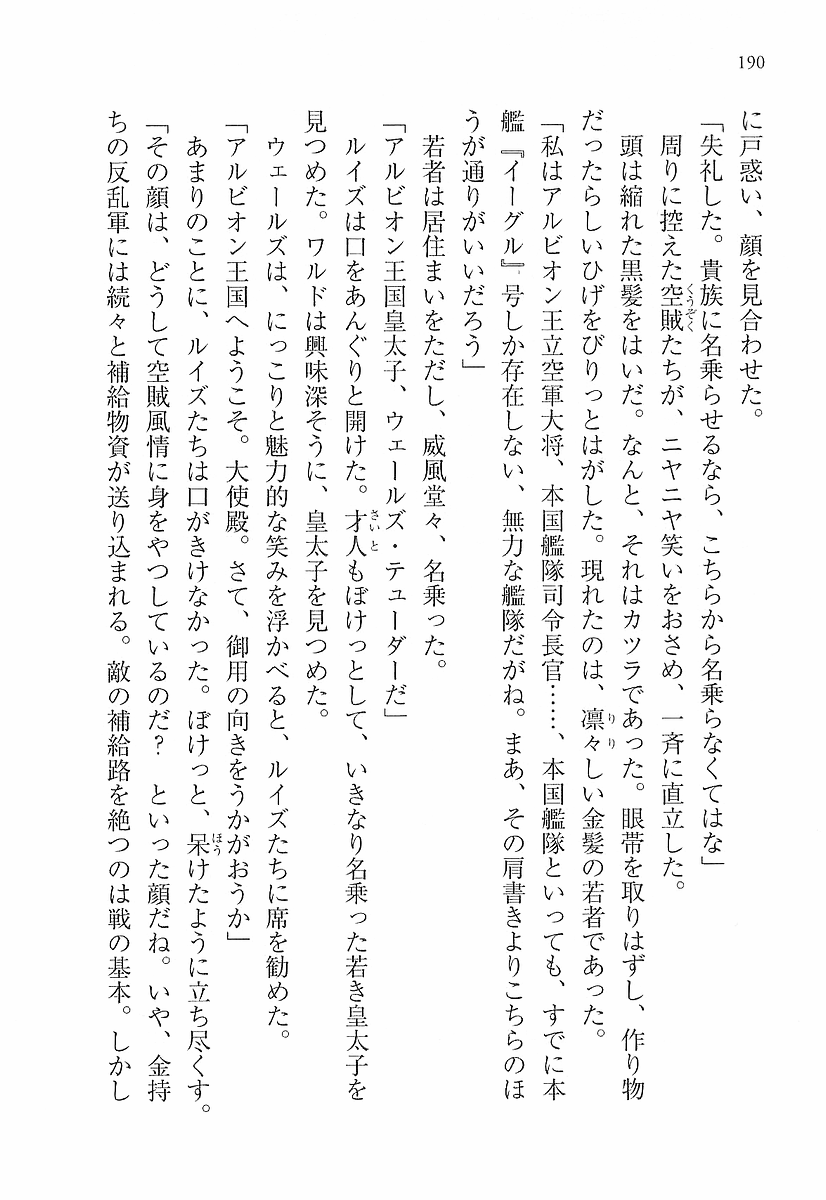 190
に戸惑い、顔を見合わせた。
「失礼した。貴族に名乗らせるなら、こちらから名乗らなくてはな」
周りに控えた空賊たちが、ニヤニヤ笑いをおさめ、一斉に直立した。
頭は縮れた黒髪をはいだ。なんと、それはカツラであった。眼帯を取りはずし、作り物
だったらしいひげをびりっとはがした。現れたのは、凛々しい金髪の若者であった。
「私はアルビオン王立空軍大将、本国艦隊司令長官……、本国艦隊といっても、すでに本
艦『イーグル』号しか存在しない、無力な艦隊だがね。まあ、その肩書きよりこちらのほ
うが通りがいいだろう」
若者は居住まいをただし、威風堂々、名乗った。
「アルビオン王国皇太子、ウェールズ・テューダーだ」
ルイズは口をあんぐりと開けた。才人もぼけっとして、いきなり名乗った若き皇太子を
見つめた。ワルドは興味深そうに、皇太子を見つめた。
ウェールズは、にっこりと魅力的な笑みを浮かべると、ルイズたちに席を勧めた。
「アルビオン王国へようこそ。大使殿。さて、御用の向きをうかがおうか」
あまりのことに、ルイズたちは口がきけなかった。ぼけっと、呆けたように立ち尽くす。
「その顔は、どうして空賊風情に身をやつしているのだ？　といった顔だね。いや、金持
ちの反乱軍には続々と補給物資が送り込まれる。敵の補給路を絶つのは戦の基本。しかし